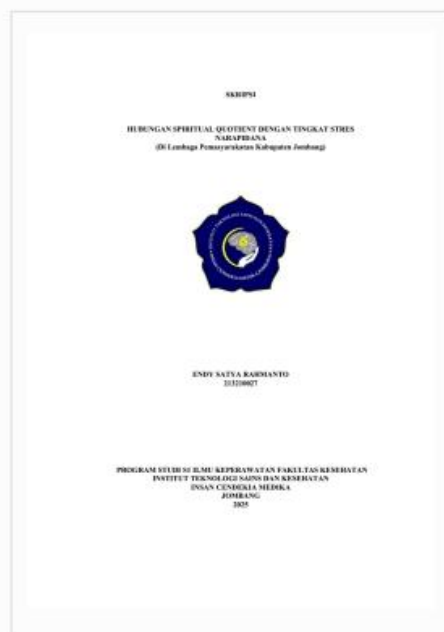 SKRIPSI
HUBUNGAN SPIRITUAL QUOTIENT DENGAN TINGKAT STRES
NARAPIDANA
(Di Lembaga Pemasyarakatan Kabupaten Jombang)
ENDY SATYA RAHMANTO
213210027
PROGRAM STUDI S1 ILMU KEPERAWATAN FAKULTAS KESEHATAN
INSTITUT TEKNOLOGI SAINS DAN KESEHATAN
INSAN CENDEKIA MEDIKA
JOMBANG
2025